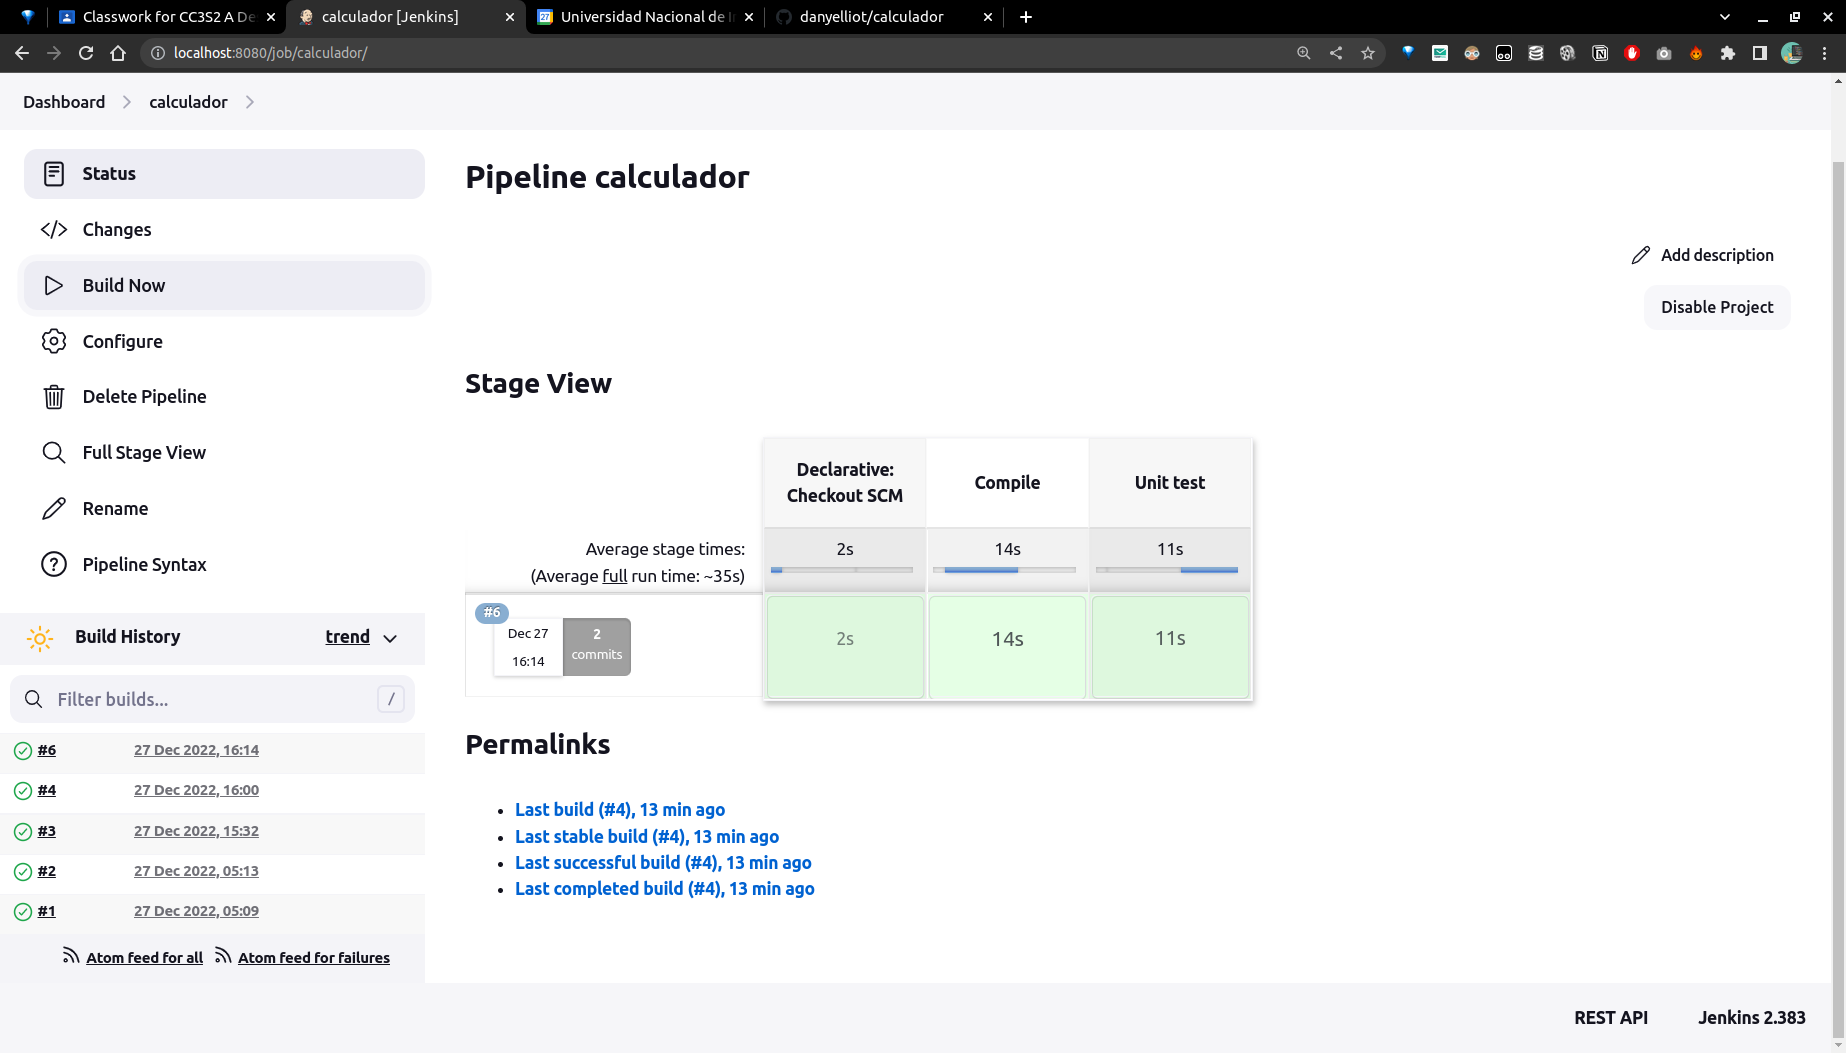 Classwork for CC3S2 A De
calculador [Jenkins]
Universidad Nacional de I
danyelliot/calculador
localhost:8080/job/calculador/
Dashboard
calculador
Status
Changes
Build Now
Configure
Delete Pipeline
Full Stage View
Rename
Pipeline Syntax
Build History
trend
Filter builds...
/
#6
27 Dec 2022, 16:14
#4
27 Dec 2022, 16:00
#3
27 Dec 2022, 15:32
#2
27 Dec 2022, 05:13
#1
27 Dec 2022, 05:09
Atom feed for all
Atom feed for failures
Pipeline calculador
Add description
Disable Project
Stage View
Declarative:
Checkout SCM
Compile
Unit test
Average stage times:
(Average full run time: ~35s)
2s
14s
11s
#6
Dec 27
16:14
2
commits
2s
14s
11s
Permalinks
Last build (#4), 13 min ago
Last stable build (#4), 13 min ago
Last successful build (#4), 13 min ago
Last completed build (#4), 13 min ago
REST API
Jenkins 2.383